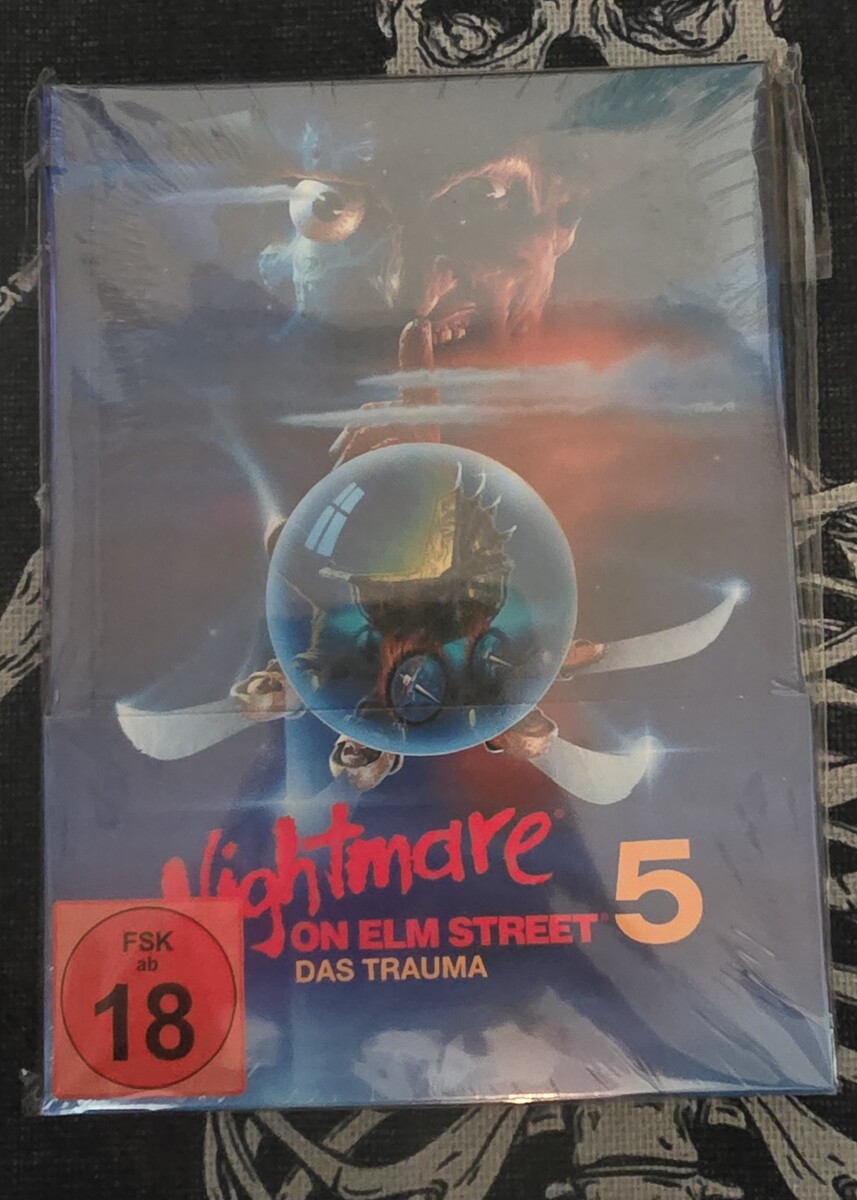 Nightmare®
ON ELM STREET® 5
DAS TRAUMA
FSK
ab
18